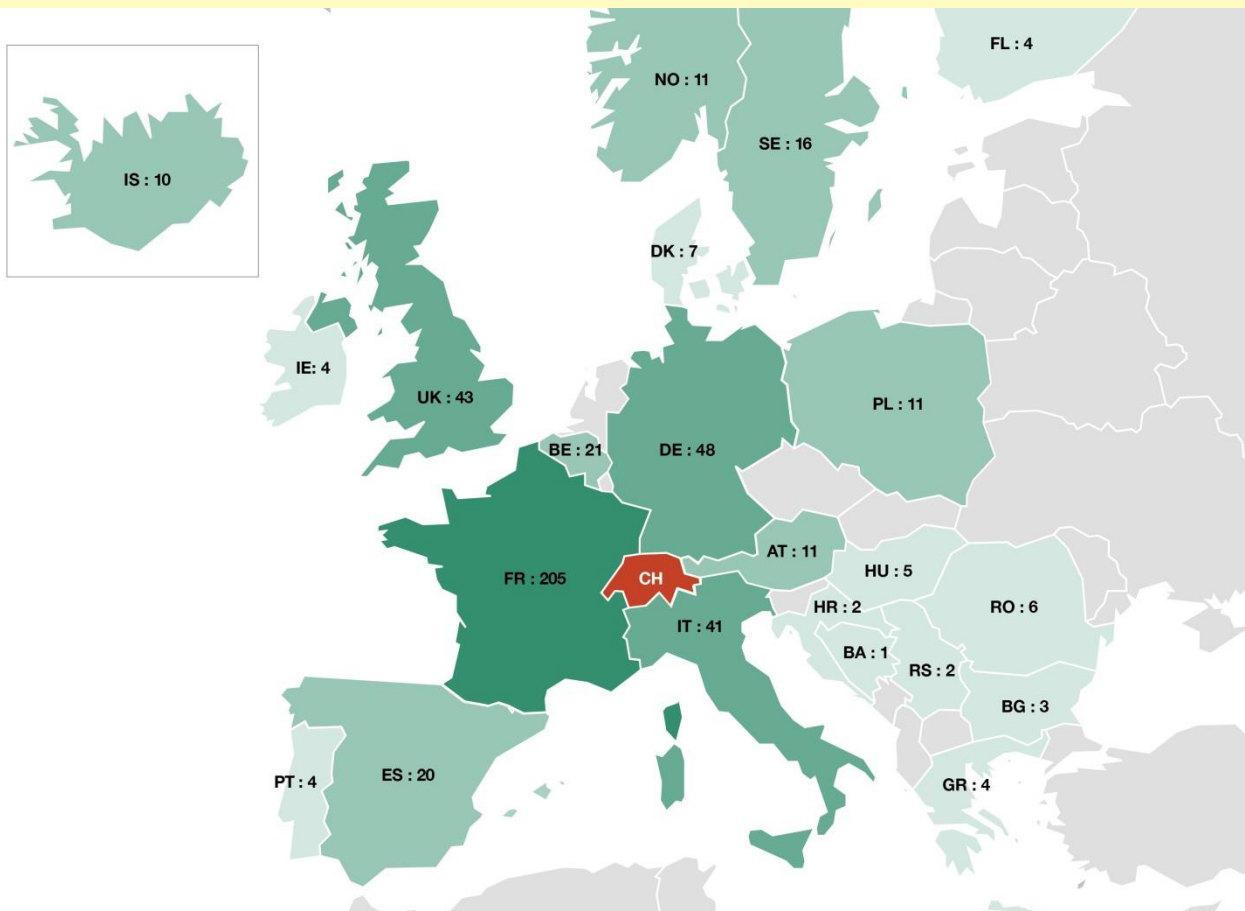 FL : 4
NO : 11
SE : 16
IS : 10
DK : 7
IE: 4
UK : 43
PL : 11
BE : 21
DE : 48
AT : 11
FR : 205
CH
HU : 5
HR : 2
RO : 6
IT : 41
BA : 1
RS : 2
BG : 3
PT : 4
ES : 20
GR : 4